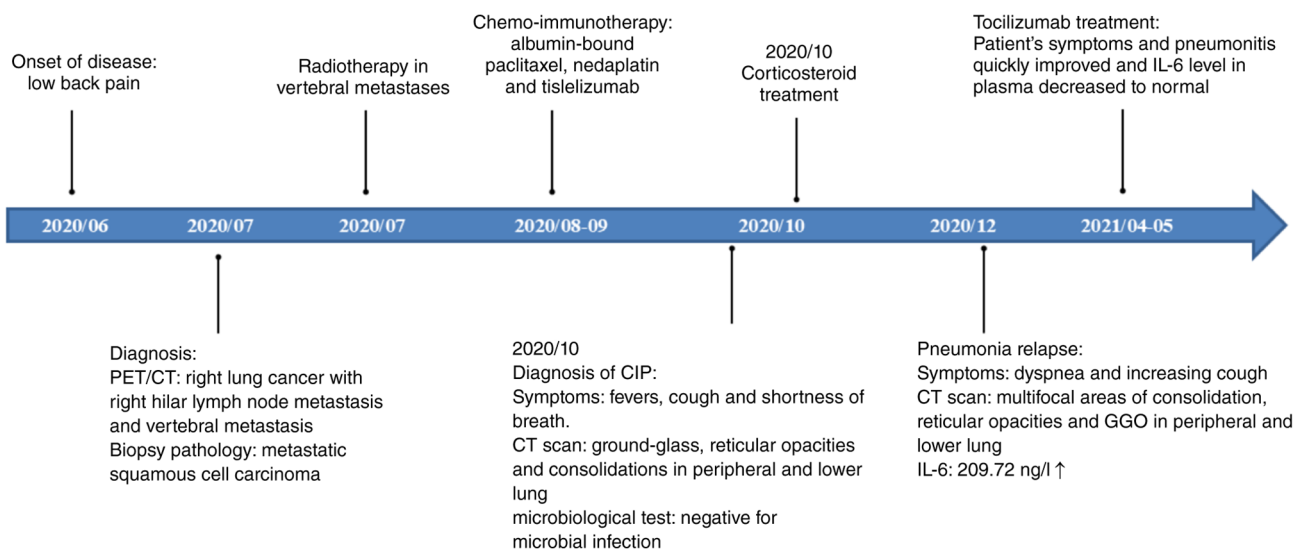 Onset of disease:
low back pain
Radiotherapy in
vertebral metastases
Chemo-immunotherapy:
albumin-bound
paclitaxel, nedaplatin
and tislelizumab
2020/10
Corticosteroid
treatment
Tocilizumab treatment:
Patient's symptoms and pneumonitis
quickly improved and IL-6 level in
plasma decreased to normal
2020/06
2020/07
2020/07
2020/08-09
2020/10
2020/12
2021/04-05
Diagnosis:
PET/CT: right lung cancer with
right hilar lymph node metastasis
and vertebral metastasis
Biopsy pathology: metastatic
squamous cell carcinoma
2020/10
Diagnosis of CIP:
Symptoms: fevers, cough and shortness of
breath.
CT scan: ground-glass, reticular opacities
and consolidations in peripheral and lower
lung
microbiological test: negative for
microbial infection
Pneumonia relapse:
Symptoms: dyspnea and increasing cough
CT scan: multifocal areas of consolidation,
reticular opacities and GGO in peripheral and
lower lung
IL-6: 209.72 ng/l ↑